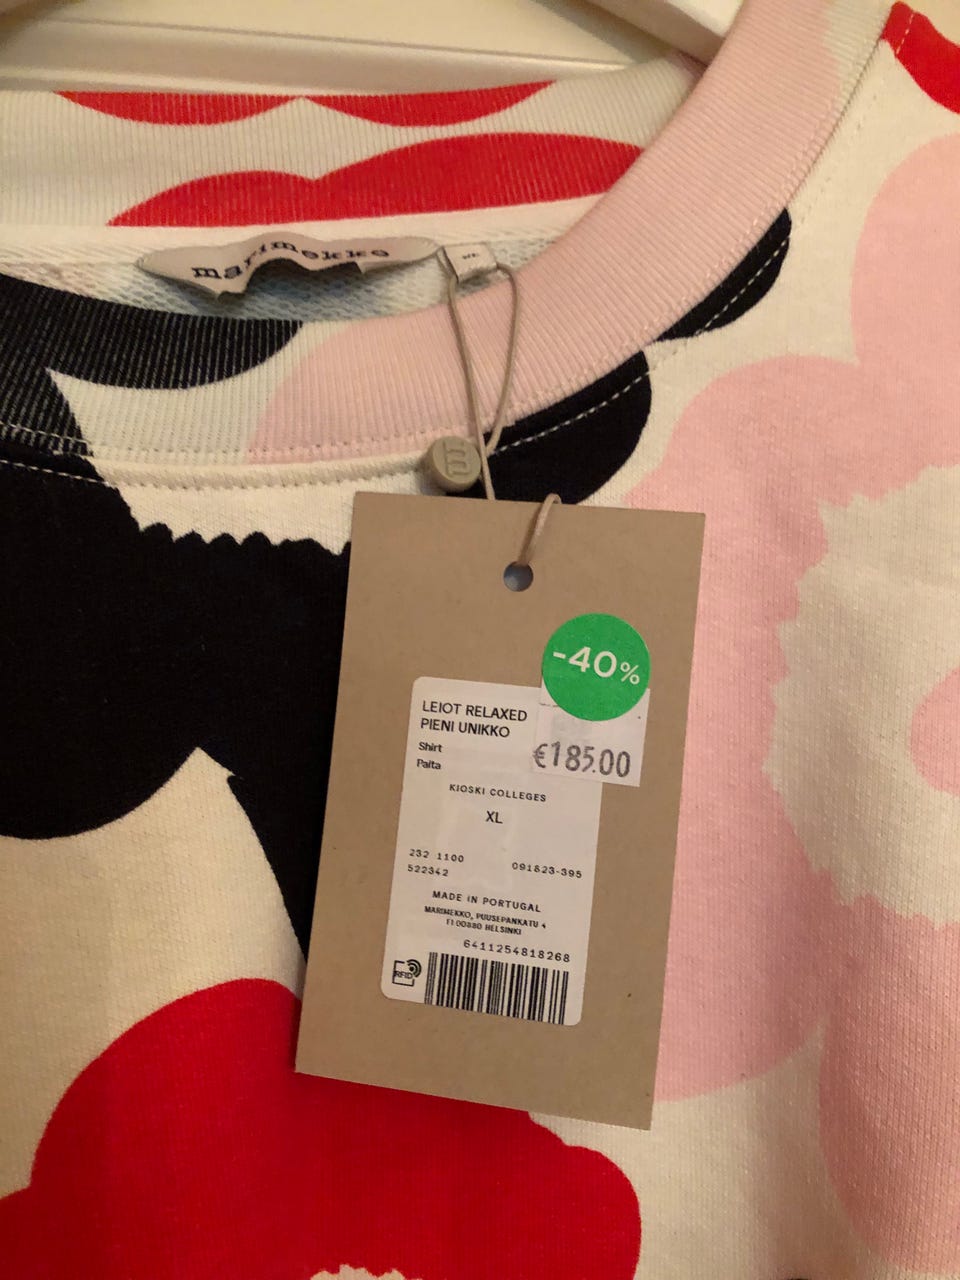 marimekko
XL
m
-40%
LEIOT RELAXED
PIENI UNIKKO
€185.00
Shirt
Paita
KIOSKI COLLEGES
XL
232 1100 091823-395
522342
MADE IN PORTUGAL
MARIMEKKO, PUUSEPANKATU 4
FI 00880 HELSINKI
6411254818268
RFID